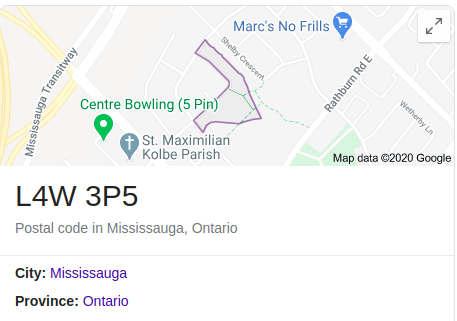 Marc's No Frills
Shelby Crescent
Mississauga Transitway
Rathburn Rd E
Centre Bowling (5 Pin)
Wetherby Ln
St. Maximilian
Kolbe Parish
Map data ©2020 Google
L4W 3P5
Postal code in Mississauga, Ontario
City: Mississauga
Province: Ontario